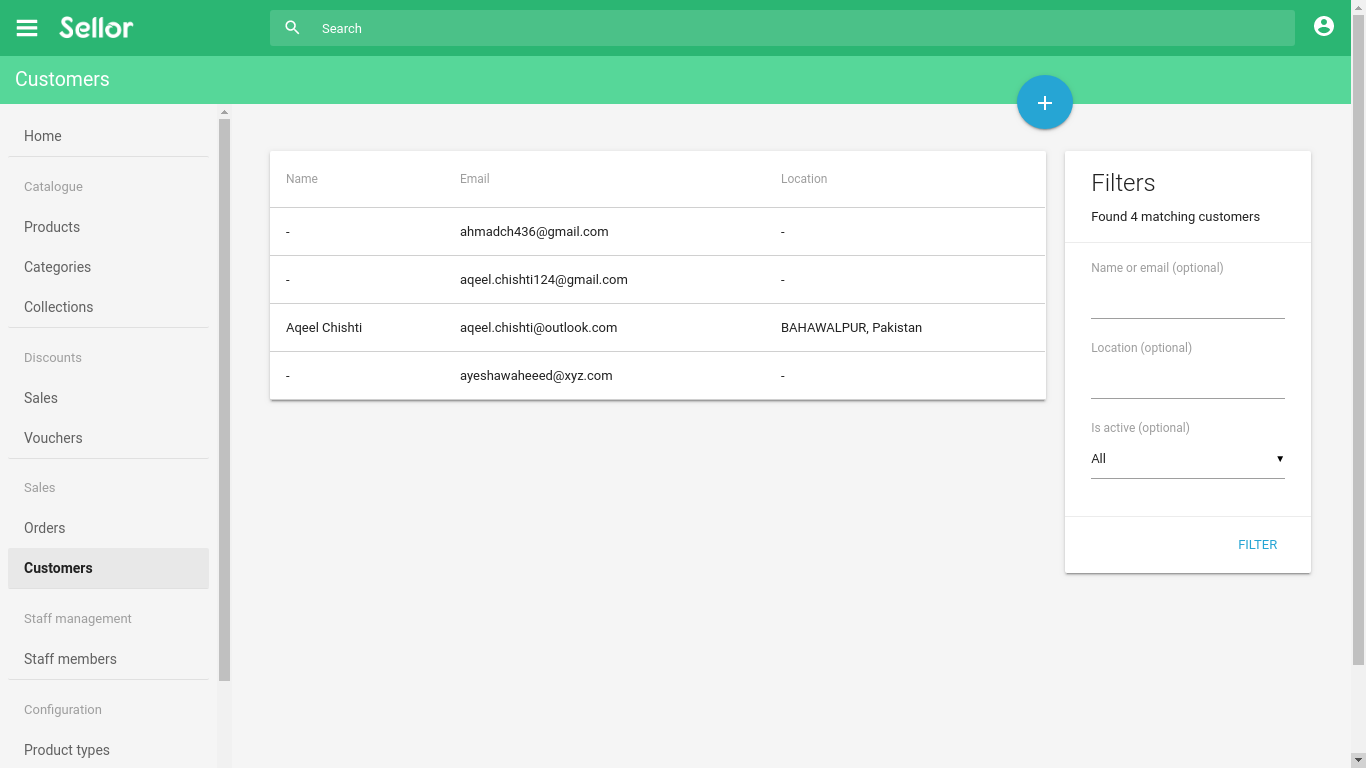 Sellor
Search
Customers
+
Home
Catalogue
Products
Categories
Collections
Discounts
Sales
Vouchers
Sales
Orders
Customers
Staff management
Staff members
Configuration
Product types
Name Email Location
- ahmadch436@gmail.com -
- aqeel.chishti124@gmail.com -
Aqeel Chishti aqeel.chishti@outlook.com BAHAWALPUR, Pakistan
- ayeshawaheeed@xyz.com -
Filters
Found 4 matching customers
Name or email (optional)
Location (optional)
Is active (optional)
All
FILTER